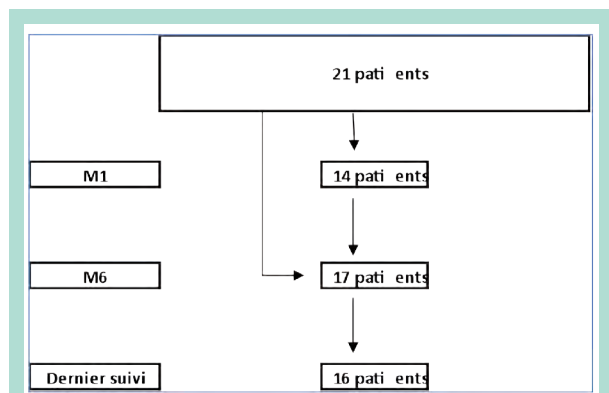 21 pati ents
M1
14 pati ents
M6
17 pati ents
Dernier suivi
16 pati ents